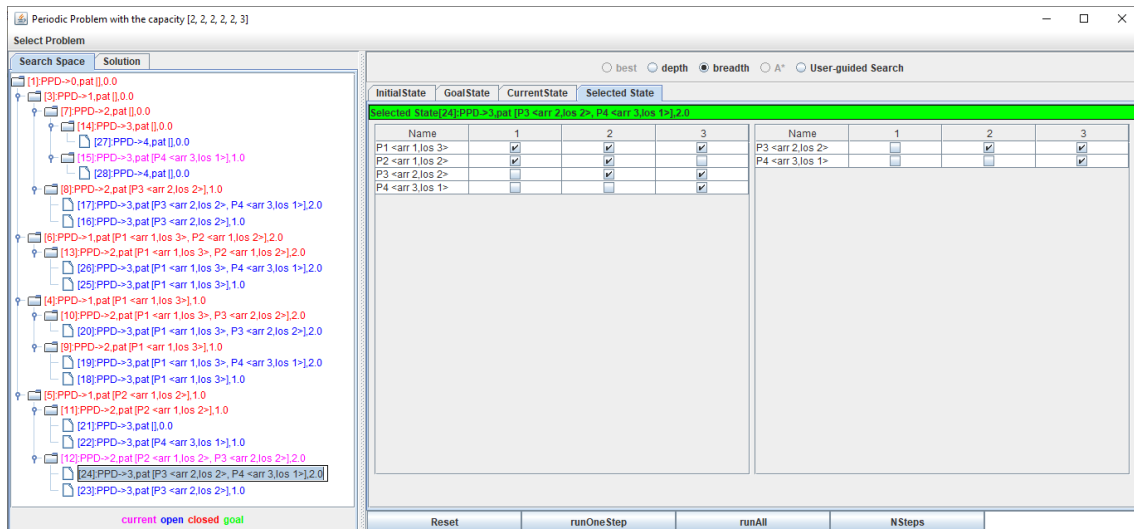 Periodic Problem with the capacity [2, 2, 2, 2, 2, 3]
Select Problem
Search Space Solution
[1]:PPD->0,pat [],0.0
[3]:PPD->1,pat [],0.0
[7]:PPD->2,pat [],0.0
[14]:PPD->3,pat [],0.0
[27]:PPD->4,pat [],0.0
[15]:PPD->3,pat [P4 <arr 3,los 1>],1.0
[28]:PPD->4,pat [],0.0
[8]:PPD->2,pat [P3 <arr 2,los 2>],1.0
[17]:PPD->3,pat [P3 <arr 2,los 2>, P4 <arr 3,los 1>],2.0
[16]:PPD->3,pat [P3 <arr 2,los 2>],1.0
[6]:PPD->1,pat [P1 <arr 1,los 3>, P2 <arr 1,los 2>],2.0
[13]:PPD->2,pat [P1 <arr 1,los 3>, P2 <arr 1,los 2>],2.0
[26]:PPD->3,pat [P1 <arr 1,los 3>, P4 <arr 3,los 1>],2.0
[25]:PPD->3,pat [P1 <arr 1,los 3>],1.0
[4]:PPD->1,pat [P1 <arr 1,los 3>],1.0
[10]:PPD->2,pat [P1 <arr 1,los 3>, P3 <arr 2,los 2>],2.0
[20]:PPD->3,pat [P1 <arr 1,los 3>, P3 <arr 2,los 2>],2.0
[9]:PPD->2,pat [P1 <arr 1,los 3>],1.0
[19]:PPD->3,pat [P1 <arr 1,los 3>, P4 <arr 3,los 1>],2.0
[18]:PPD->3,pat [P1 <arr 1,los 3>],1.0
[5]:PPD->1,pat [P2 <arr 1,los 2>],1.0
[11]:PPD->2,pat [P2 <arr 1,los 2>],1.0
[21]:PPD->3,pat [],0.0
[22]:PPD->3,pat [P4 <arr 3,los 1>],1.0
[12]:PPD->2,pat [P2 <arr 1,los 2>, P3 <arr 2,los 2>],2.0
[24]:PPD->3,pat [P3 <arr 2,los 2>, P4 <arr 3,los 1>],2.0
[23]:PPD->3,pat [P3 <arr 2,los 2>],1.0
current open closed goal
best depth breadth A* User-guided Search
InitialState GoalState CurrentState Selected State
Selected State[24]:PPD->3,pat [P3 <arr 2,los 2>, P4 <arr 3,los 1>],2.0
Name 1 2 3
P1 <arr 1,los 3>
P2 <arr 1,los 2>
P3 <arr 2,los 2>
P4 <arr 3,los 1>
Name 1 2 3
P3 <arr 2,los 2>
P4 <arr 3,los 1>
Reset runOneStep runAll NSteps